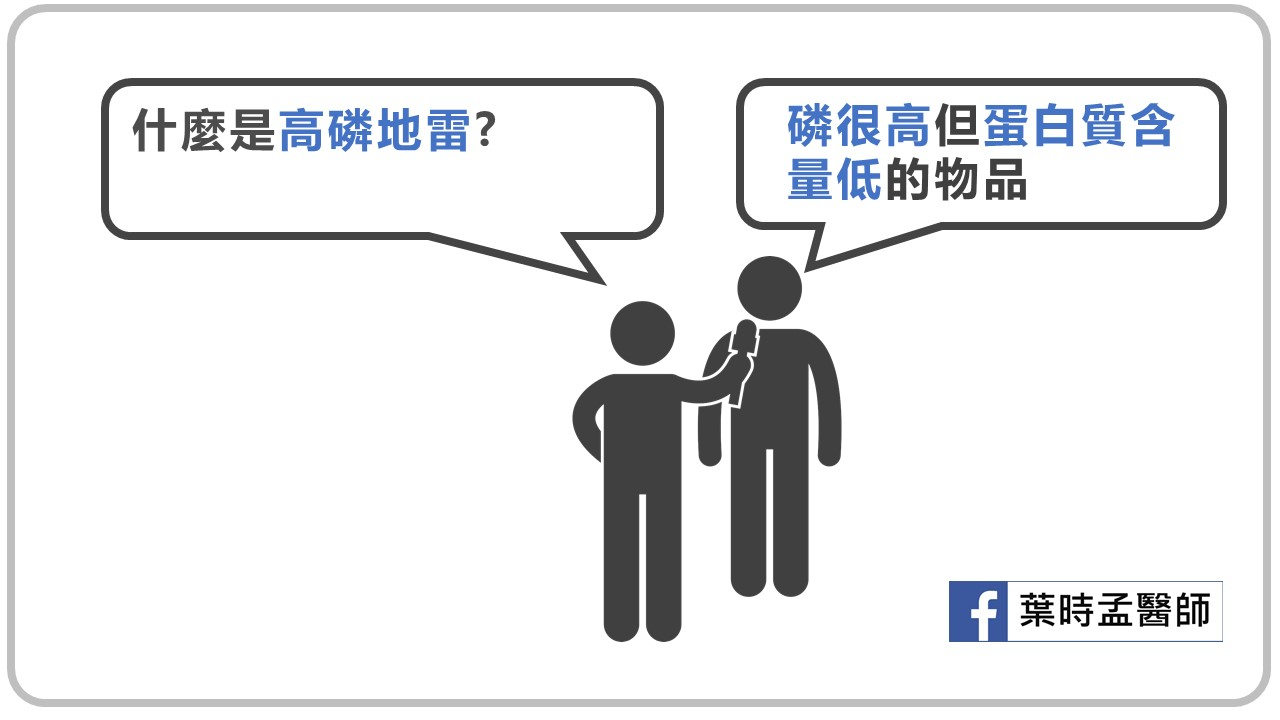 什麼是高磷地雷?
磷很高但蛋白質含
量低的物品
葉時孟醫師